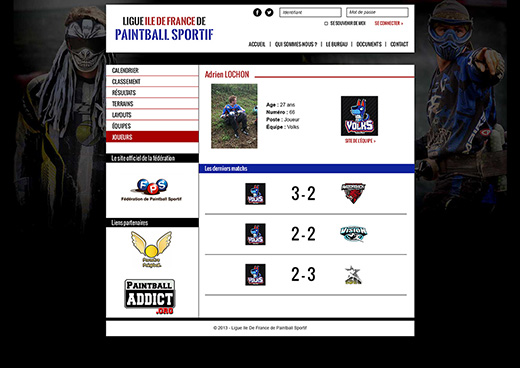 LIGUE ILE DE FRANCE DE
PAINTBALL SPORTIF
Identifiant
Mot de passe
SE SOUVENIR DE MOI
SE CONNECTER »
ACCUEIL | QUI SOMMES-NOUS ? | LE BUREAU | DOCUMENTS | CONTACT
CALENDRIER
CLASSEMENT
RÉSULTATS
TERRAINS
LAYOUTS
ÉQUIPES
JOUEURS
Le site officiel de la fédération
FPS
Fédération de Paintball Sportif
Liens partenaires
PAINTBALL
ADDICT
.ORG
Adrien LOCHON
Age : 27 ans
Numéro : 66
Poste : Joueur
Équipe : Volks
VOLKS
SITE DE L'ÉQUIPE »
Les derniers matchs
VOLKS
3 - 2
VOLKS
2 - 2
VISION
VOLKS
2 - 3
© 2013 - Ligue Ile De France de Paintball Sportif